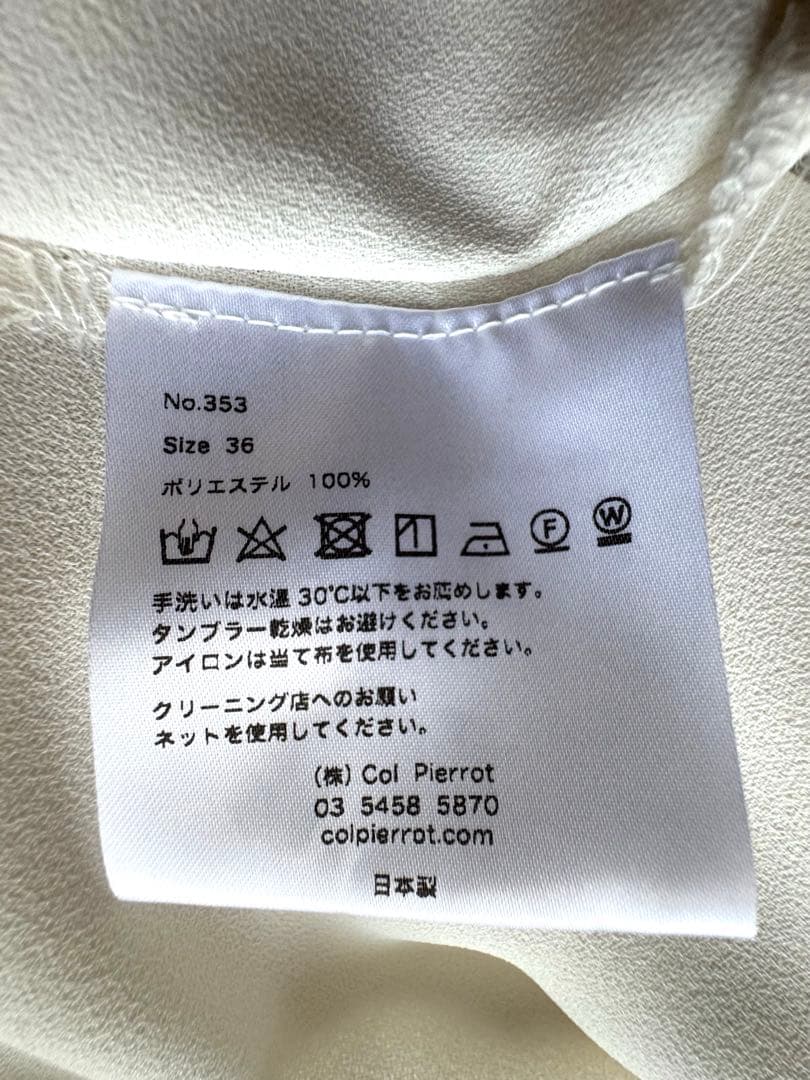 No.353
Size 36
ポリエステル 100%
F W
手洗いは水温30℃以下をお薦めします。
タンブラー乾燥はお避けください。
アイロンは当て布を使用してください。
クリーニング店へのお願い
ネットを使用してください。
(株) Col Pierrot
03 5458 5870
colpierrot.com
日本製